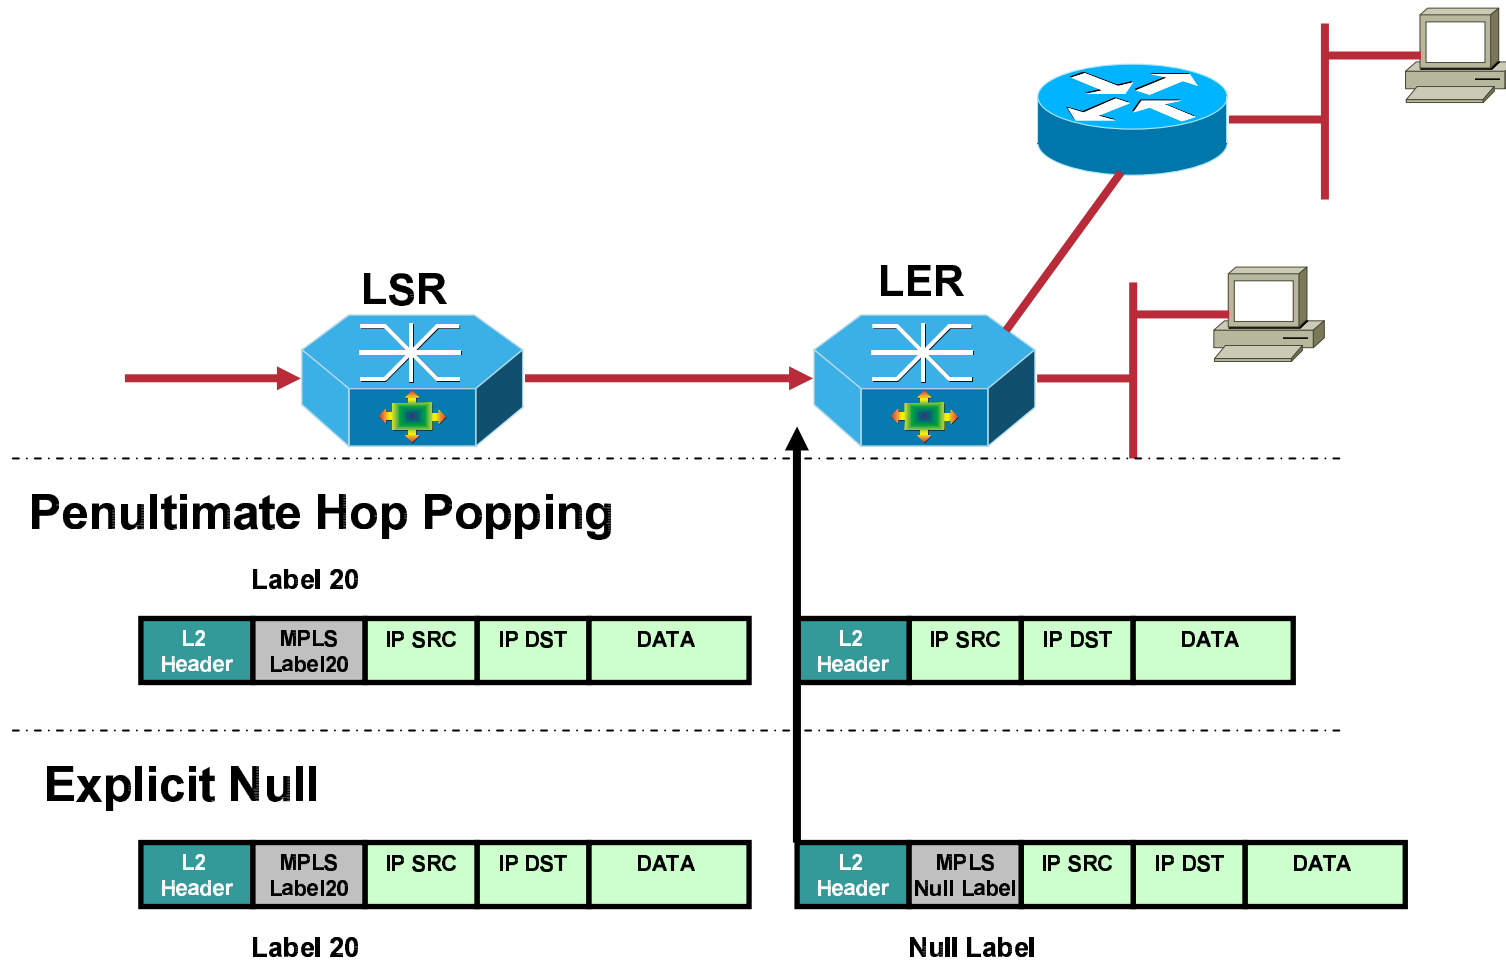 LSR
LER
Penultimate Hop Popping
Label 20
L2 Header
MPLS Label20
IP SRC
IP DST
DATA
L2 Header
IP SRC
IP DST
DATA
Explicit Null
L2 Header
MPLS Label20
IP SRC
IP DST
DATA
L2 Header
MPLS Null Label
IP SRC
IP DST
DATA
Label 20
Null Label